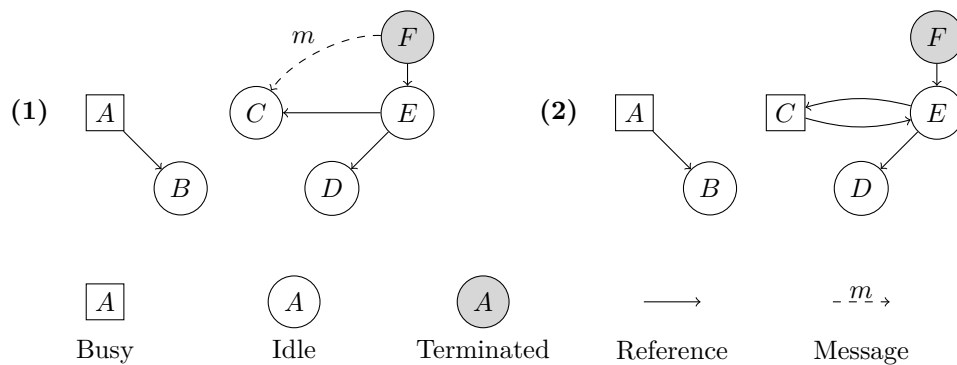 F
m
(1) A C E
B D
F
(2) A C E
B D
A A A m
Busy Idle Terminated Reference Message